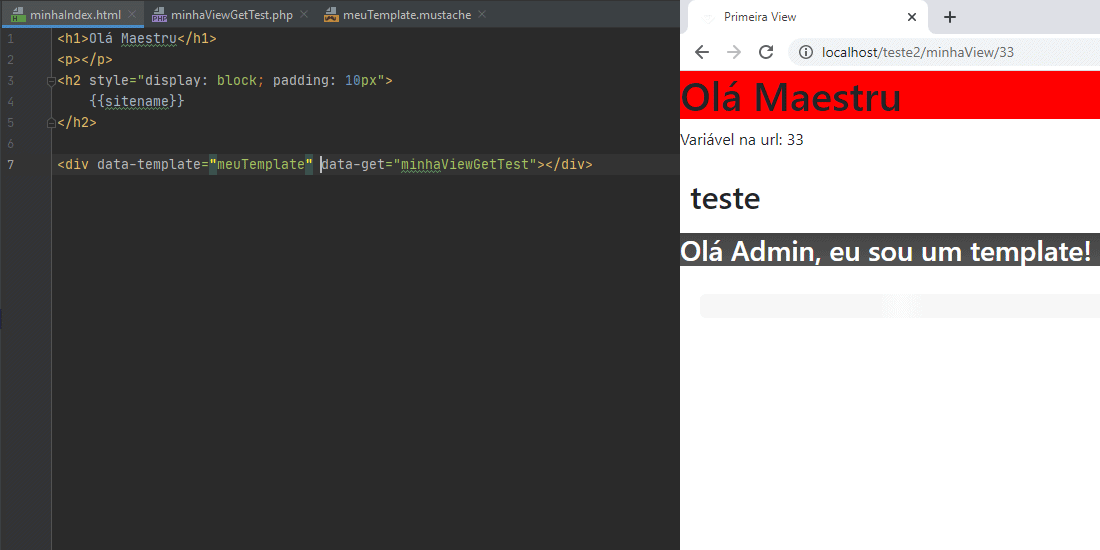 minhaIndex.html
minhaViewGetTest.php
meuTemplate.mustache
1 <h1>Olá Maestru</h1>
2 <p></p>
3 <h2 style="display: block; padding: 10px">
4 {{sitename}}
5 </h2>
6
7 <div data-template="meuTemplate" data-get="minhaViewGetTest"></div>
Primeira View
localhost/teste2/minhaView/33
Olá Maestru
Variável na url: 33
teste
Olá Admin, eu sou um template!